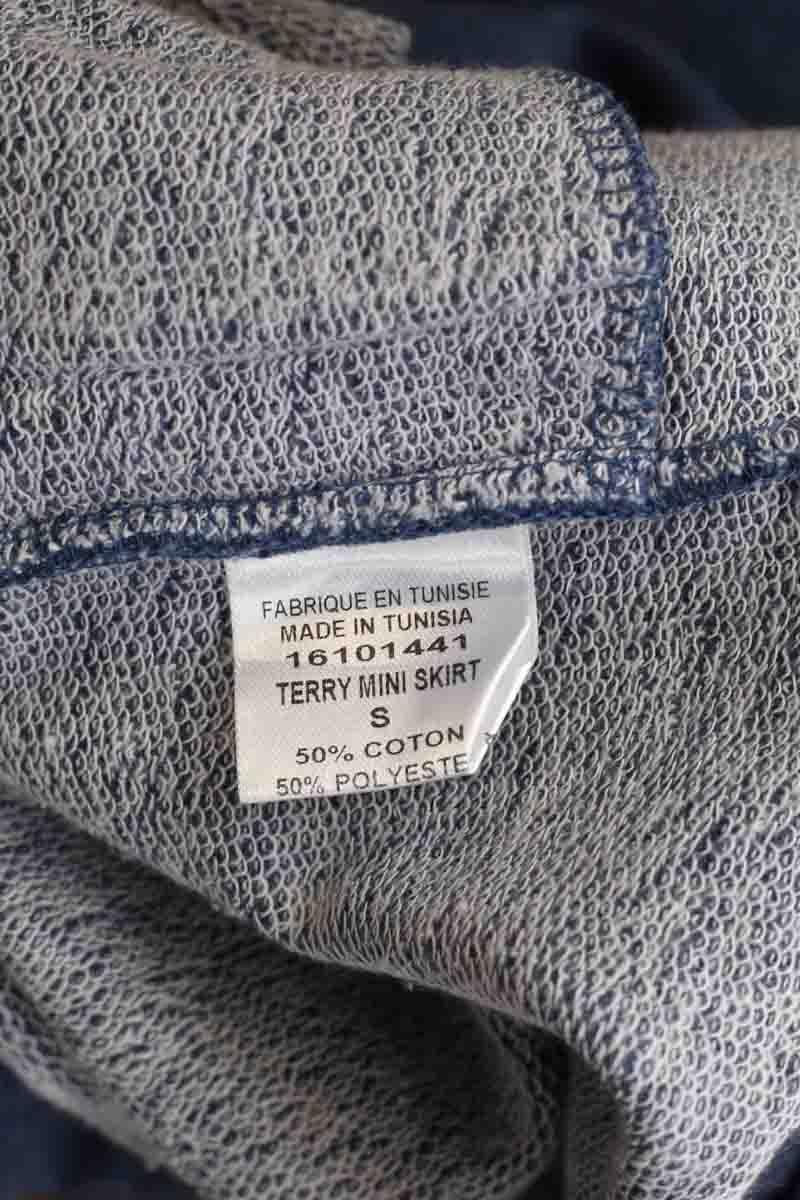 FABRIQUE EN TUNISIE
MADE IN TUNISIA
16101441
TERRY MINI SKIRT
S
50% COTON
50% POLYESTE